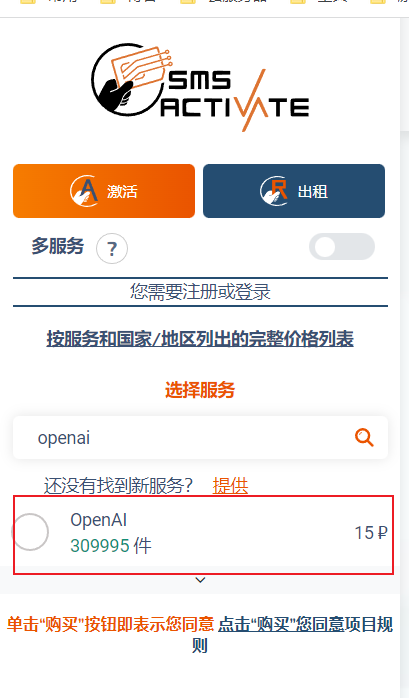 SMS
ACTIVATE
A 激活
R 出租
多服务 ?
您需要注册或登录
按服务和国家/地区列出的完整价格列表
选择服务
openai
还没有找到新服务? 提供
OpenAI
309995 件
15 ₽
单击“购买”按钮即表示您同意 点击“购买”您同意项目规
则